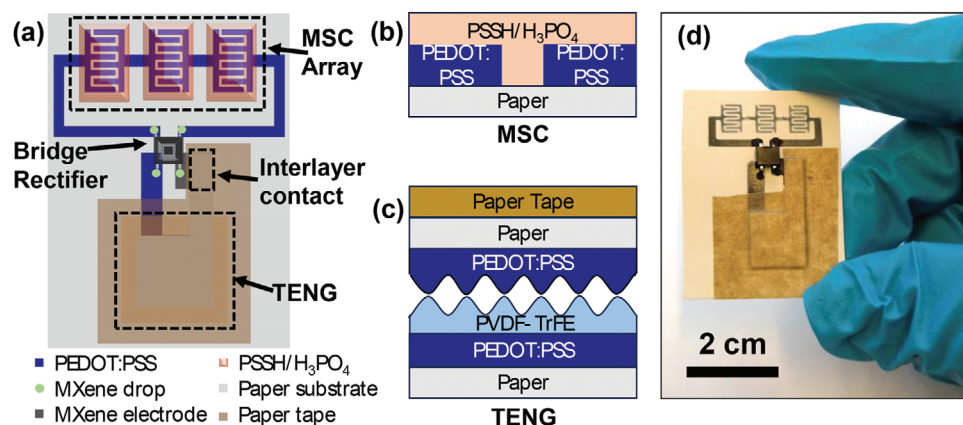 (a)
MSC
Array
Bridge
Rectifier
Interlayer
contact
TENG
PEDOT:PSS
PSSH/H₃PO₄
MXene drop
Paper substrate
MXene electrode
Paper tape
(b)
PSSH/H₃PO₄
PEDOT:
PSS
PEDOT:
PSS
Paper
MSC
(c)
Paper Tape
Paper
PEDOT:PSS
PVDF-TrFE
PEDOT:PSS
Paper
TENG
(d)
2 cm